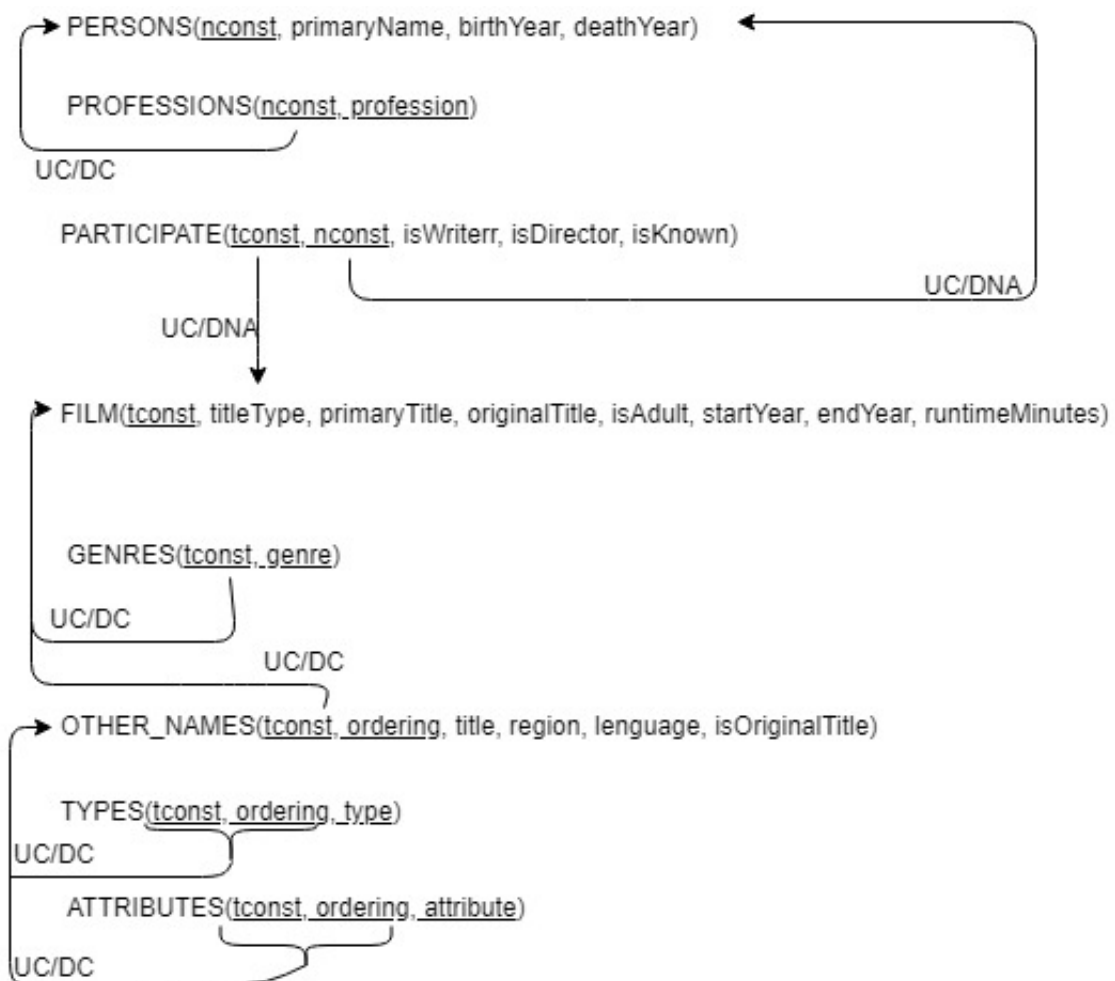 PERSONS(nconst, primaryName, birthYear, deathYear)
PROFESSIONS(nconst, profession)
UC/DC
PARTICIPATE(tconst, nconst, isWriterr, isDirector, isKnown)
UC/DNA
UC/DNA
FILM(tconst, titleType, primaryTitle, originalTitle, isAdult, startYear, endYear, runtimeMinutes)
GENRES(tconst, genre)
UC/DC
UC/DC
OTHER_NAMES(tconst, ordering, title, region, lenguage, isOriginalTitle)
TYPES(tconst, ordering, type)
UC/DC
ATTRIBUTES(tconst, ordering, attribute)
UC/DC